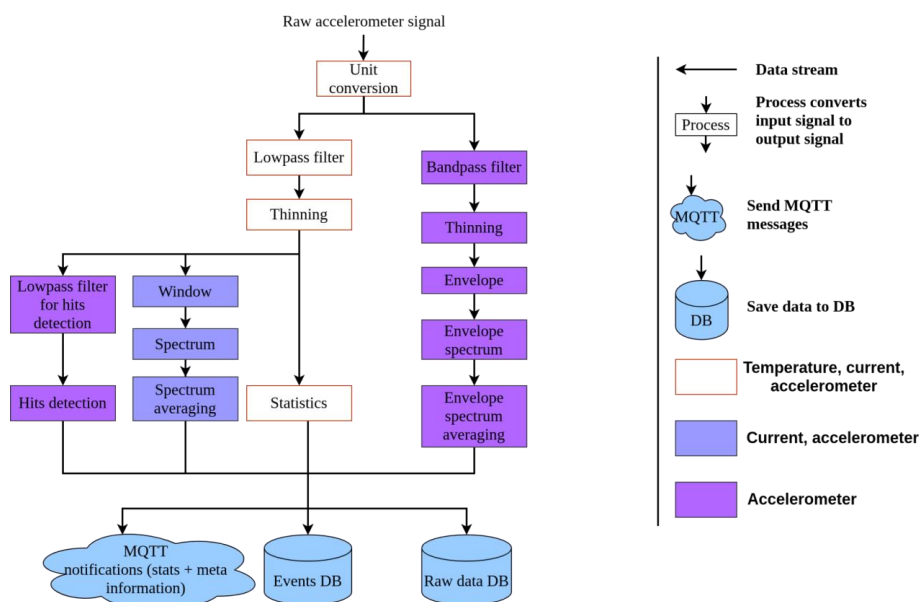 Raw accelerometer signal
Unit
conversion
Lowpass filter
Bandpass filter
Thinning
Thinning
Lowpass filter
for hits
detection
Window
Envelope
Spectrum
Envelope
spectrum
Hits detection
Spectrum
averaging
Statistics
Envelope
spectrum
averaging
MQTT
notifications (stats + meta
information)
Events DB
Raw data DB
Data stream
Process
Process converts
input signal to
output signal
MQTT
Send MQTT
messages
DB
Save data to DB
Temperature, current,
accelerometer
Current, accelerometer
Accelerometer